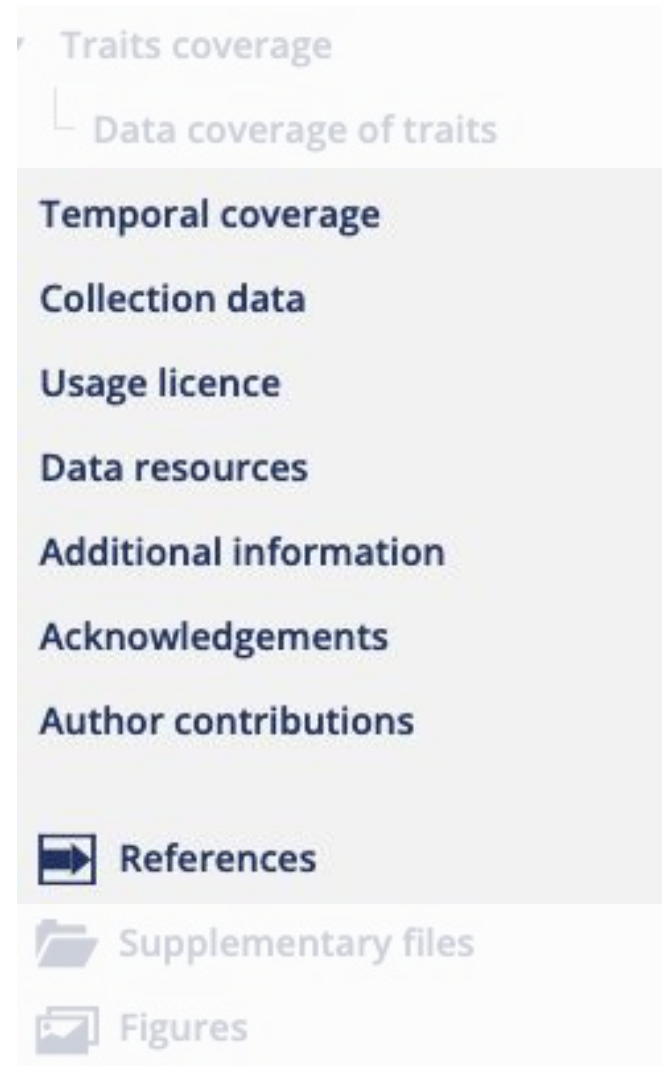 Traits coverage
Data coverage of traits
Temporal coverage
Collection data
Usage licence
Data resources
Additional information
Acknowledgements
Author contributions
References
Supplementary files
Figures